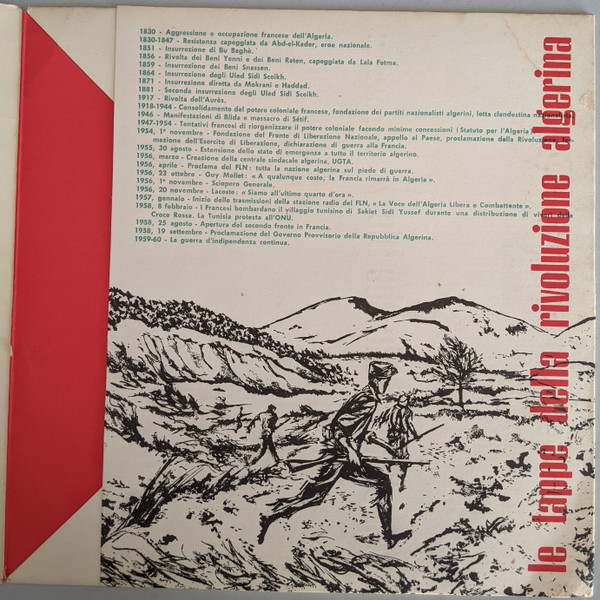 1830 - Aggressione e occupazione francese dell'Algeria.
1830-1847 - Resistenza capeggiata da Abd-el-Kader, eroe nazionale.
1851 - Insurrezione di Bu Baghè.
1856 - Rivolta dei Beni Yenni e dei Beni Raten, capeggiata da Lala Fatma.
1859 - Insurrezione dei Beni Snassen.
1864 - Insurrezione degli Uled Sidi Sceikh.
1871 - Insurrezione diretta da Mokrani e Haddad.
1881 - Seconda insurrezione degli Uled Sidi Sceikh.
1917 - Rivolta dell'Aurès.
1918-1944 - Consolidamento del potere coloniale francese, fondazione dei partiti nazionalisti algerini, lotta clandestina
1946 - Manifestazioni di Blida e massacro di Sétif.
1947-1954 - Tentativi francesi di riorganizzare il potere coloniale facendo minime concessioni (Statuto per l'Algeria)
1954, 1º novembre - Fondazione del Fronte di Liberazione Nazionale, appello al Paese, proclamazione della Rivoluzione,
mazione dell'Esercito di Liberazione, dichiarazione di guerra alla Francia.
1955, 20 agosto - Estensione dello stato di emergenza a tutto il territorio algerino.
1956, marzo - Creazione della centrale sindacale algerina, UGTA.
1956, aprile - Proclama del FLN: tutta la nazione algerina sul piede di guerra.
1956, 23 ottobre - Guy Mollet: « A qualunque costo, la Francia rimarrà in Algeria ».
1956, 1º novembre - Sciopero Generale.
1956, 20 novembre - Lacoste: « Siamo all'ultimo quarto d'ora ».
1957, gennaio - Inizio delle trasmissioni della stazione radio del FLN, « La Voce dell'Algeria Libera e Combattente ».
1958, 8 febbraio - I Francesi bombardano il villaggio tunisino di Sakiet Sidi Yussef durante una distribuzione di viveri della
Croce Rossa. La Tunisia protesta all'ONU.
1958, 25 agosto - Apertura del secondo fronte in Francia.
1958, 19 settembre - Proclamazione del Governo Provvisorio della Repubblica Algerina.
1959-60 - La guerra d'indipendenza continua.
le tappe della rivoluzione algerina